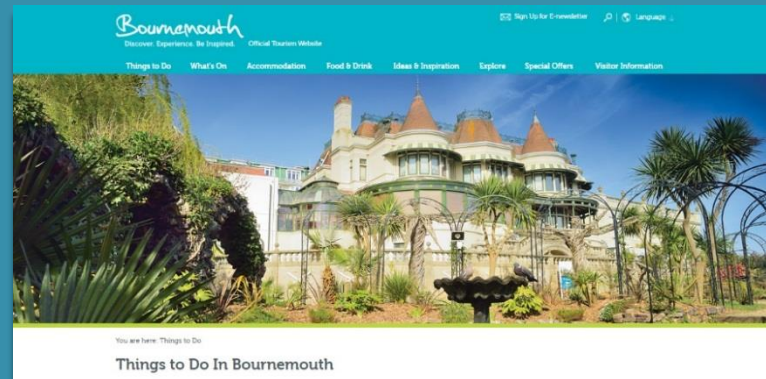 Bournemouth
Discover. Experience. Be Inspired. Official Tourism Website
Sign Up for E-newsletter Language
Things to Do What's On Accommodation Food & Drink Ideas & Inspiration Explore Special Offers Visitor Information
You are here: Things to Do
Things to Do In Bournemouth